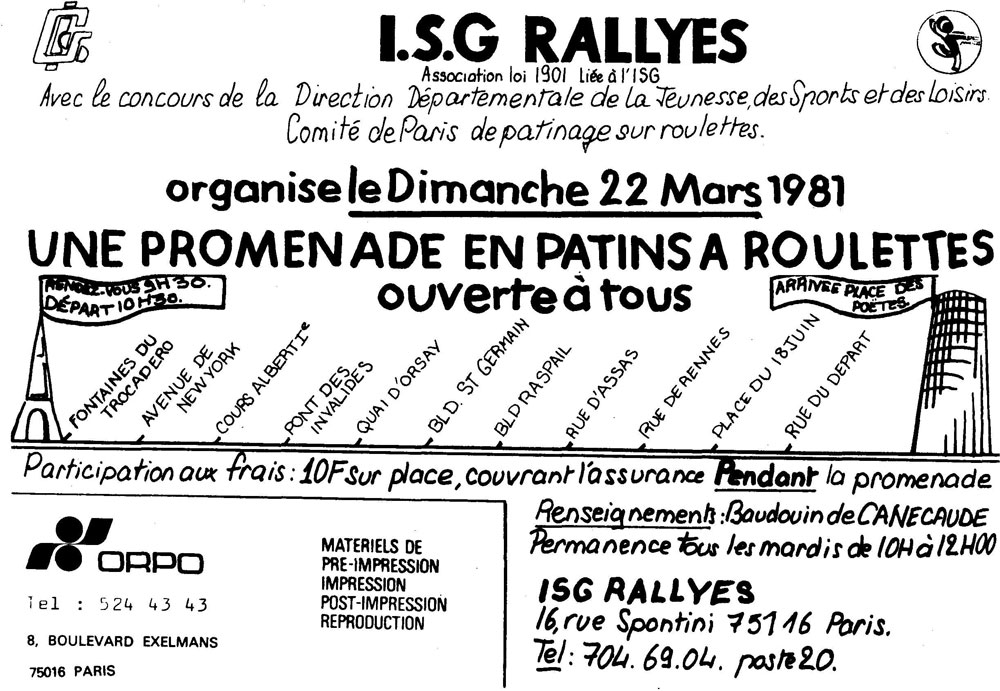 I.S.G RALLYES
Association loi 1901 Liée à l'ISG
Avec le concours de la Direction Départementale de la Jeunesse, des Sports et des Loisirs.
Comité de Paris de patinage sur roulettes.
organise le Dimanche 22 Mars 1981
UNE PROMENADE EN PATINS A ROULETTES
ouverte à tous
RENDEZ-VOUS 9H30.
DÉPART 10H30.
ARRIVÉE PLACE DES
POÈTES.
FONTAINES DU
TROCADERO
AVENUE DE
NEW YORK
COURS ALBERT Ie
PONT DES
INVALIDES
QUAI D'ORSAY
BLD. ST GERMAIN
BLD RASPAIL
RUE D'ASSAS
RUE DE RENNES
PLACE DU 18 JUIN
RUE DU DEPART
Participation aux frais : 10F sur place, couvrant l'assurance Pendant la promenade
ORPO
Tel : 524 43 43
8, BOULEVARD EXELMANS
75016 PARIS
MATERIELS DE
PRE-IMPRESSION
IMPRESSION
POST-IMPRESSION
REPRODUCTION
Renseignements : Baudouin de CANECAUDE
Permanence tous les mardis de 10H à 12H00
ISG RALLYES
16, rue Spontini 75116 Paris.
Tel : 704.69.04. poste 20.